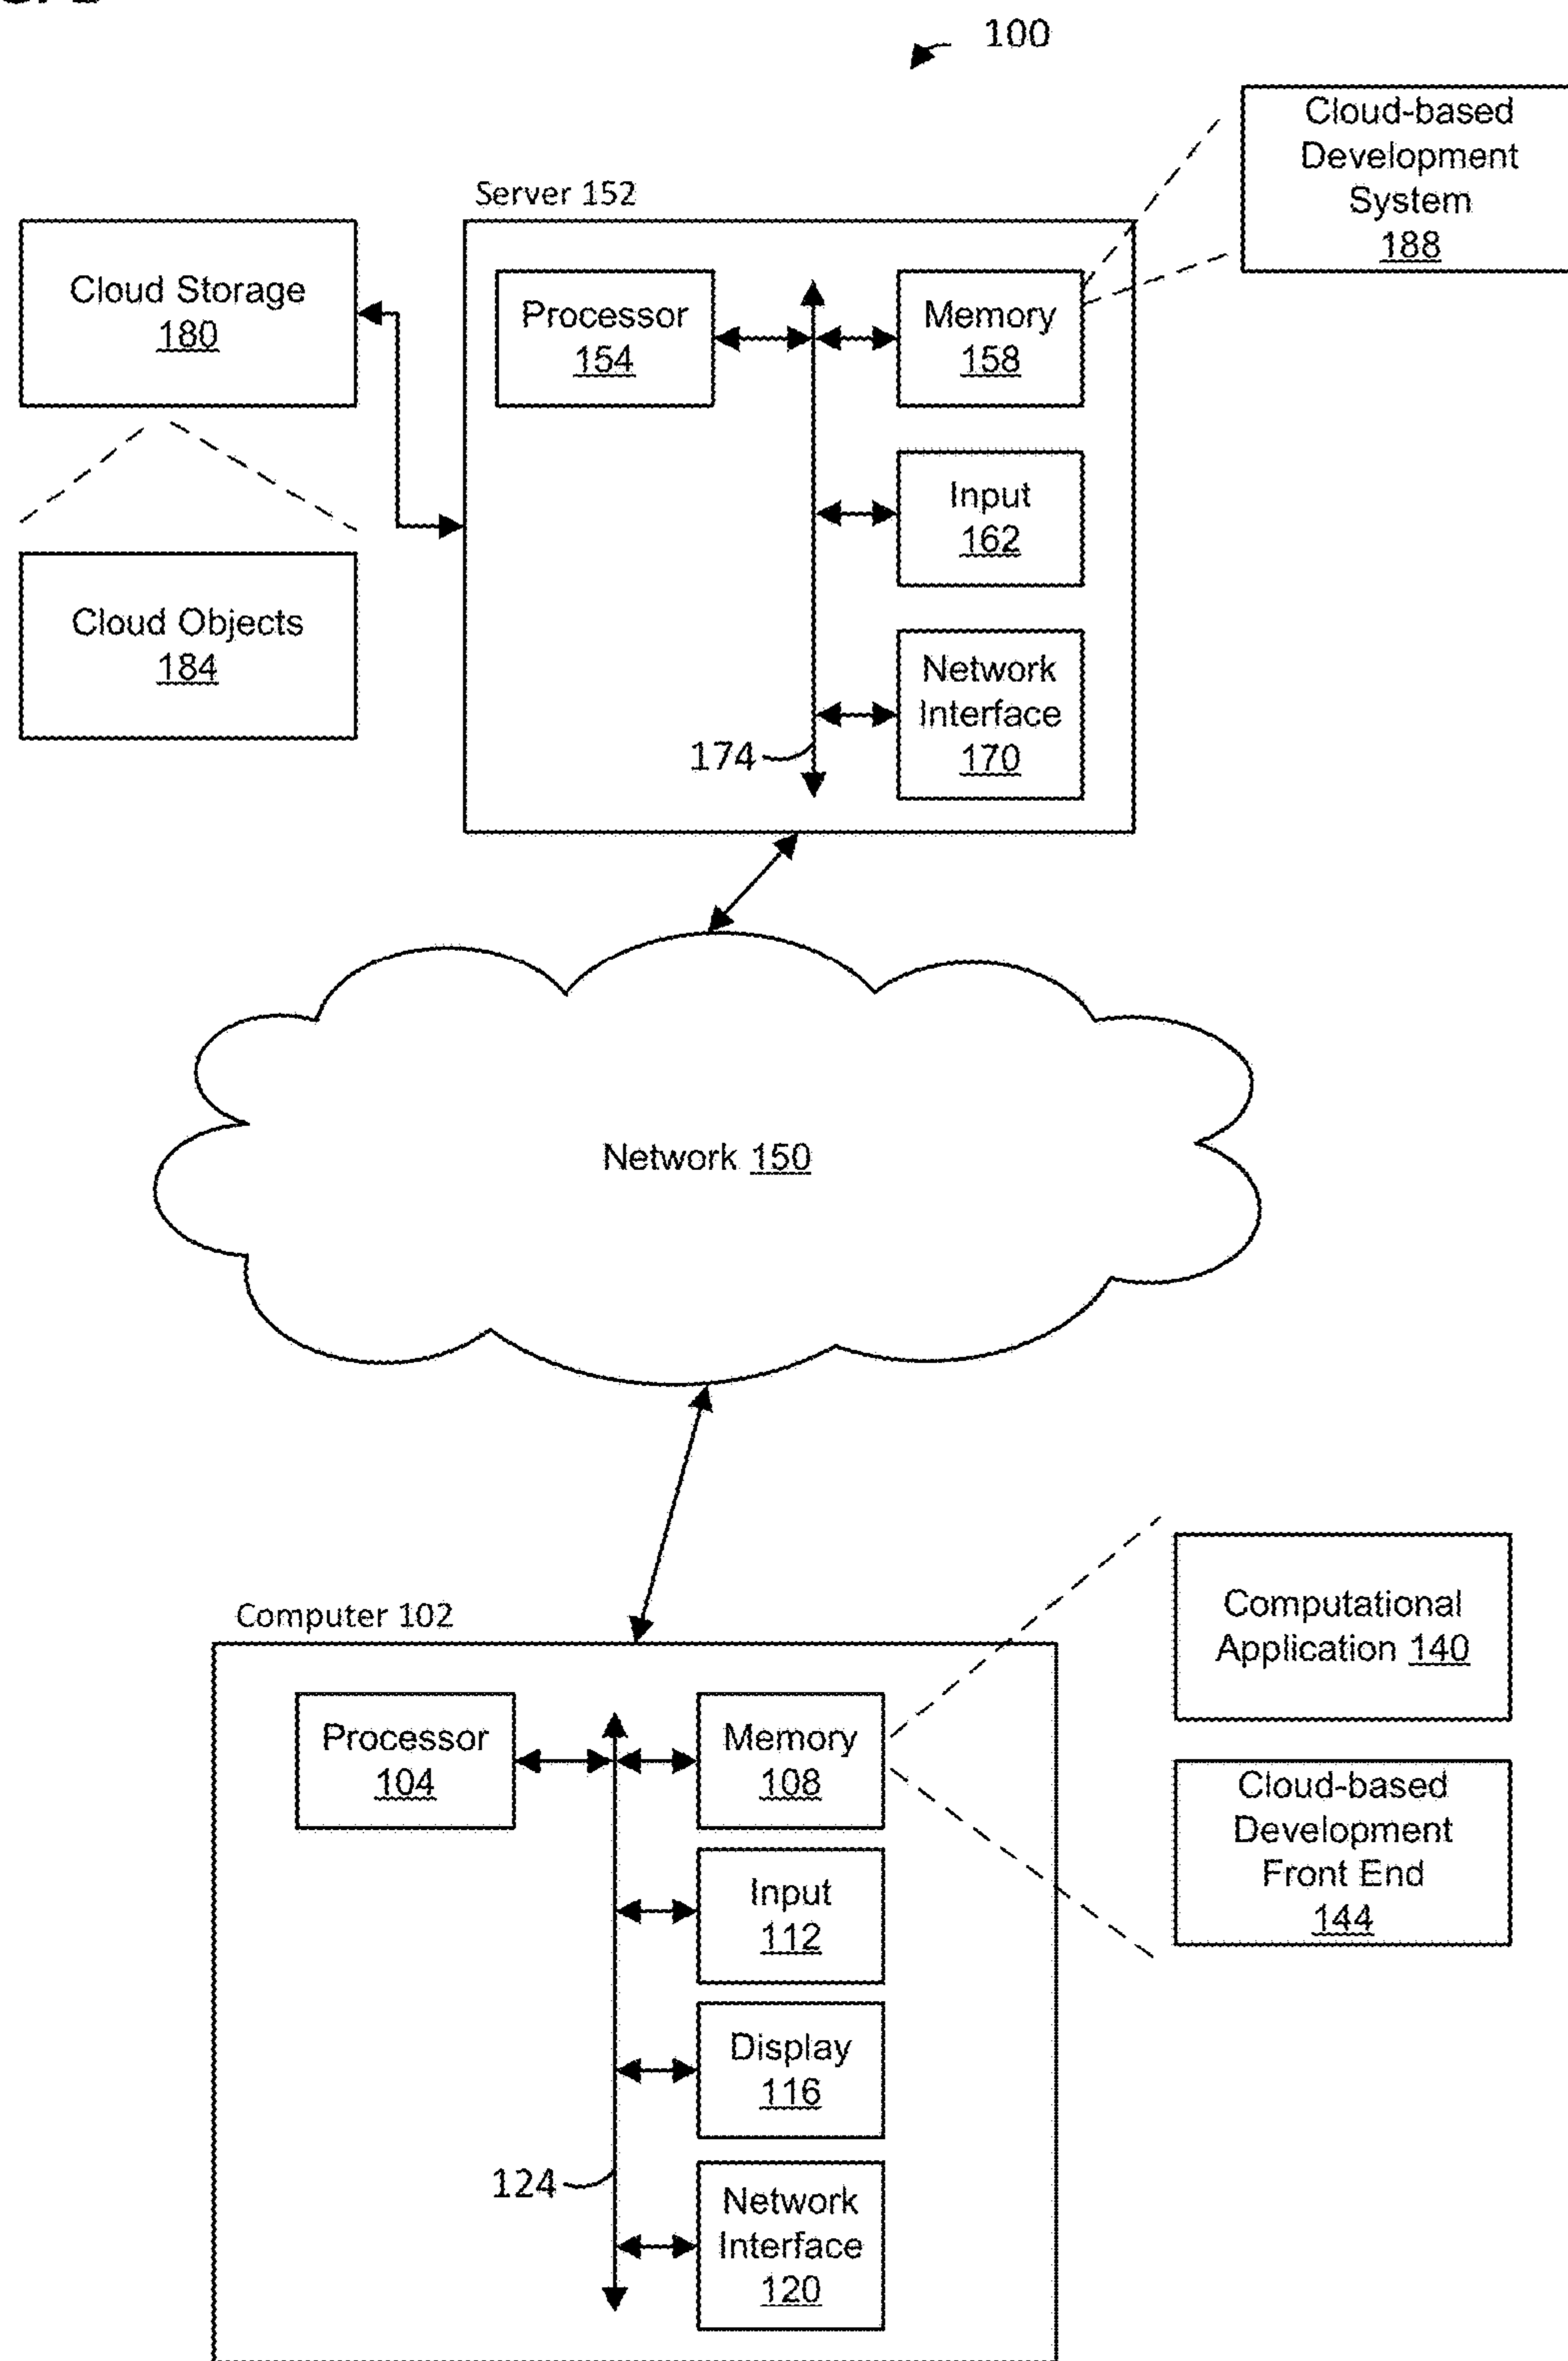 100
Cloud-based
Development
System
188
Server 152
Cloud Storage
180
Processor
154
Memory
158
Input
162
Cloud Objects
184
Network
Interface
170
174
Network 150
Computer 102
Computational
Application 140
Processor
104
Memory
108
Cloud-based
Development
Front End
144
Input
112
Display
116
124
Network
Interface
120